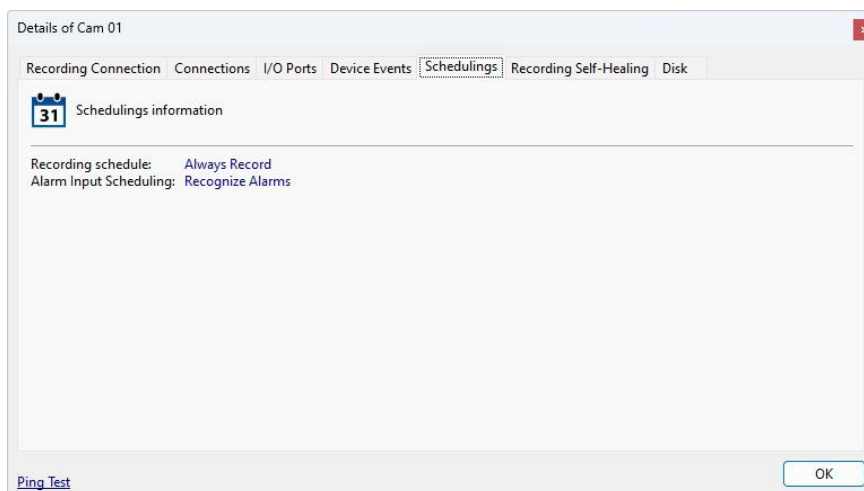 Details of Cam 01
Recording Connection Connections I/O Ports Device Events Schedulings Recording Self-Healing Disk
31 Schedulings information
Recording schedule: Always Record
Alarm Input Scheduling: Recognize Alarms
Ping Test OK